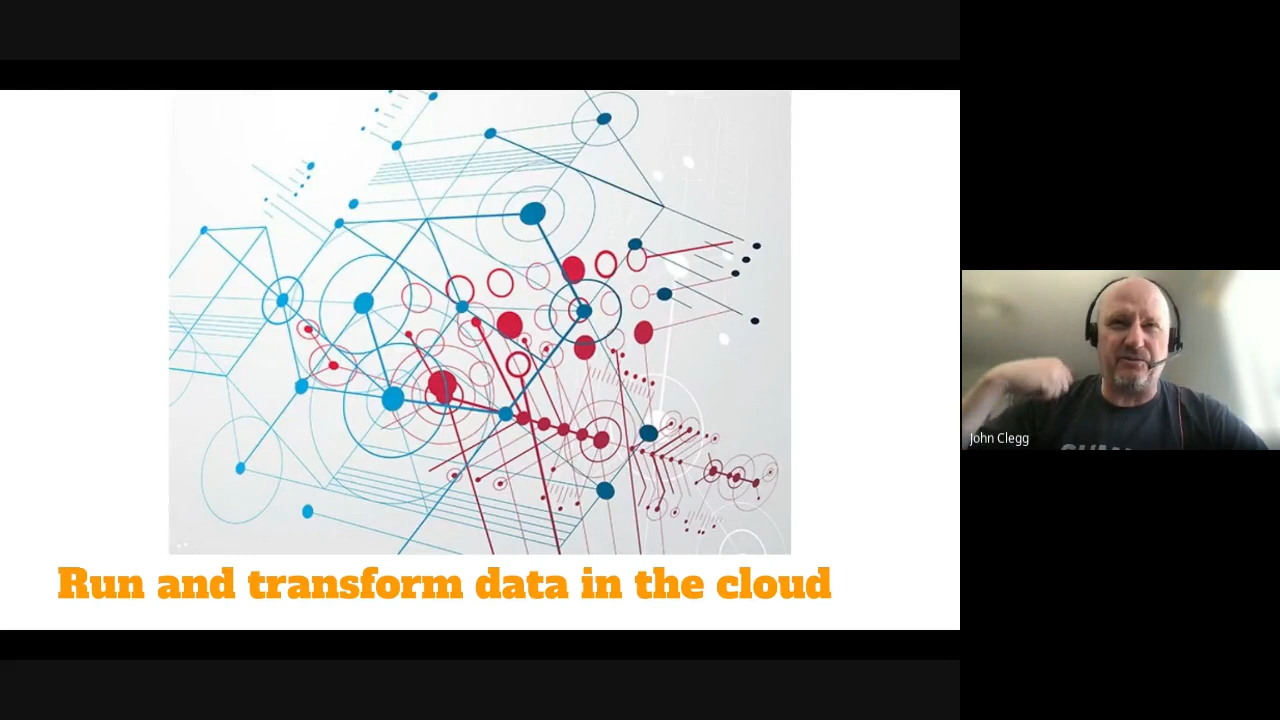 Run and transform data in the cloud
John Clegg